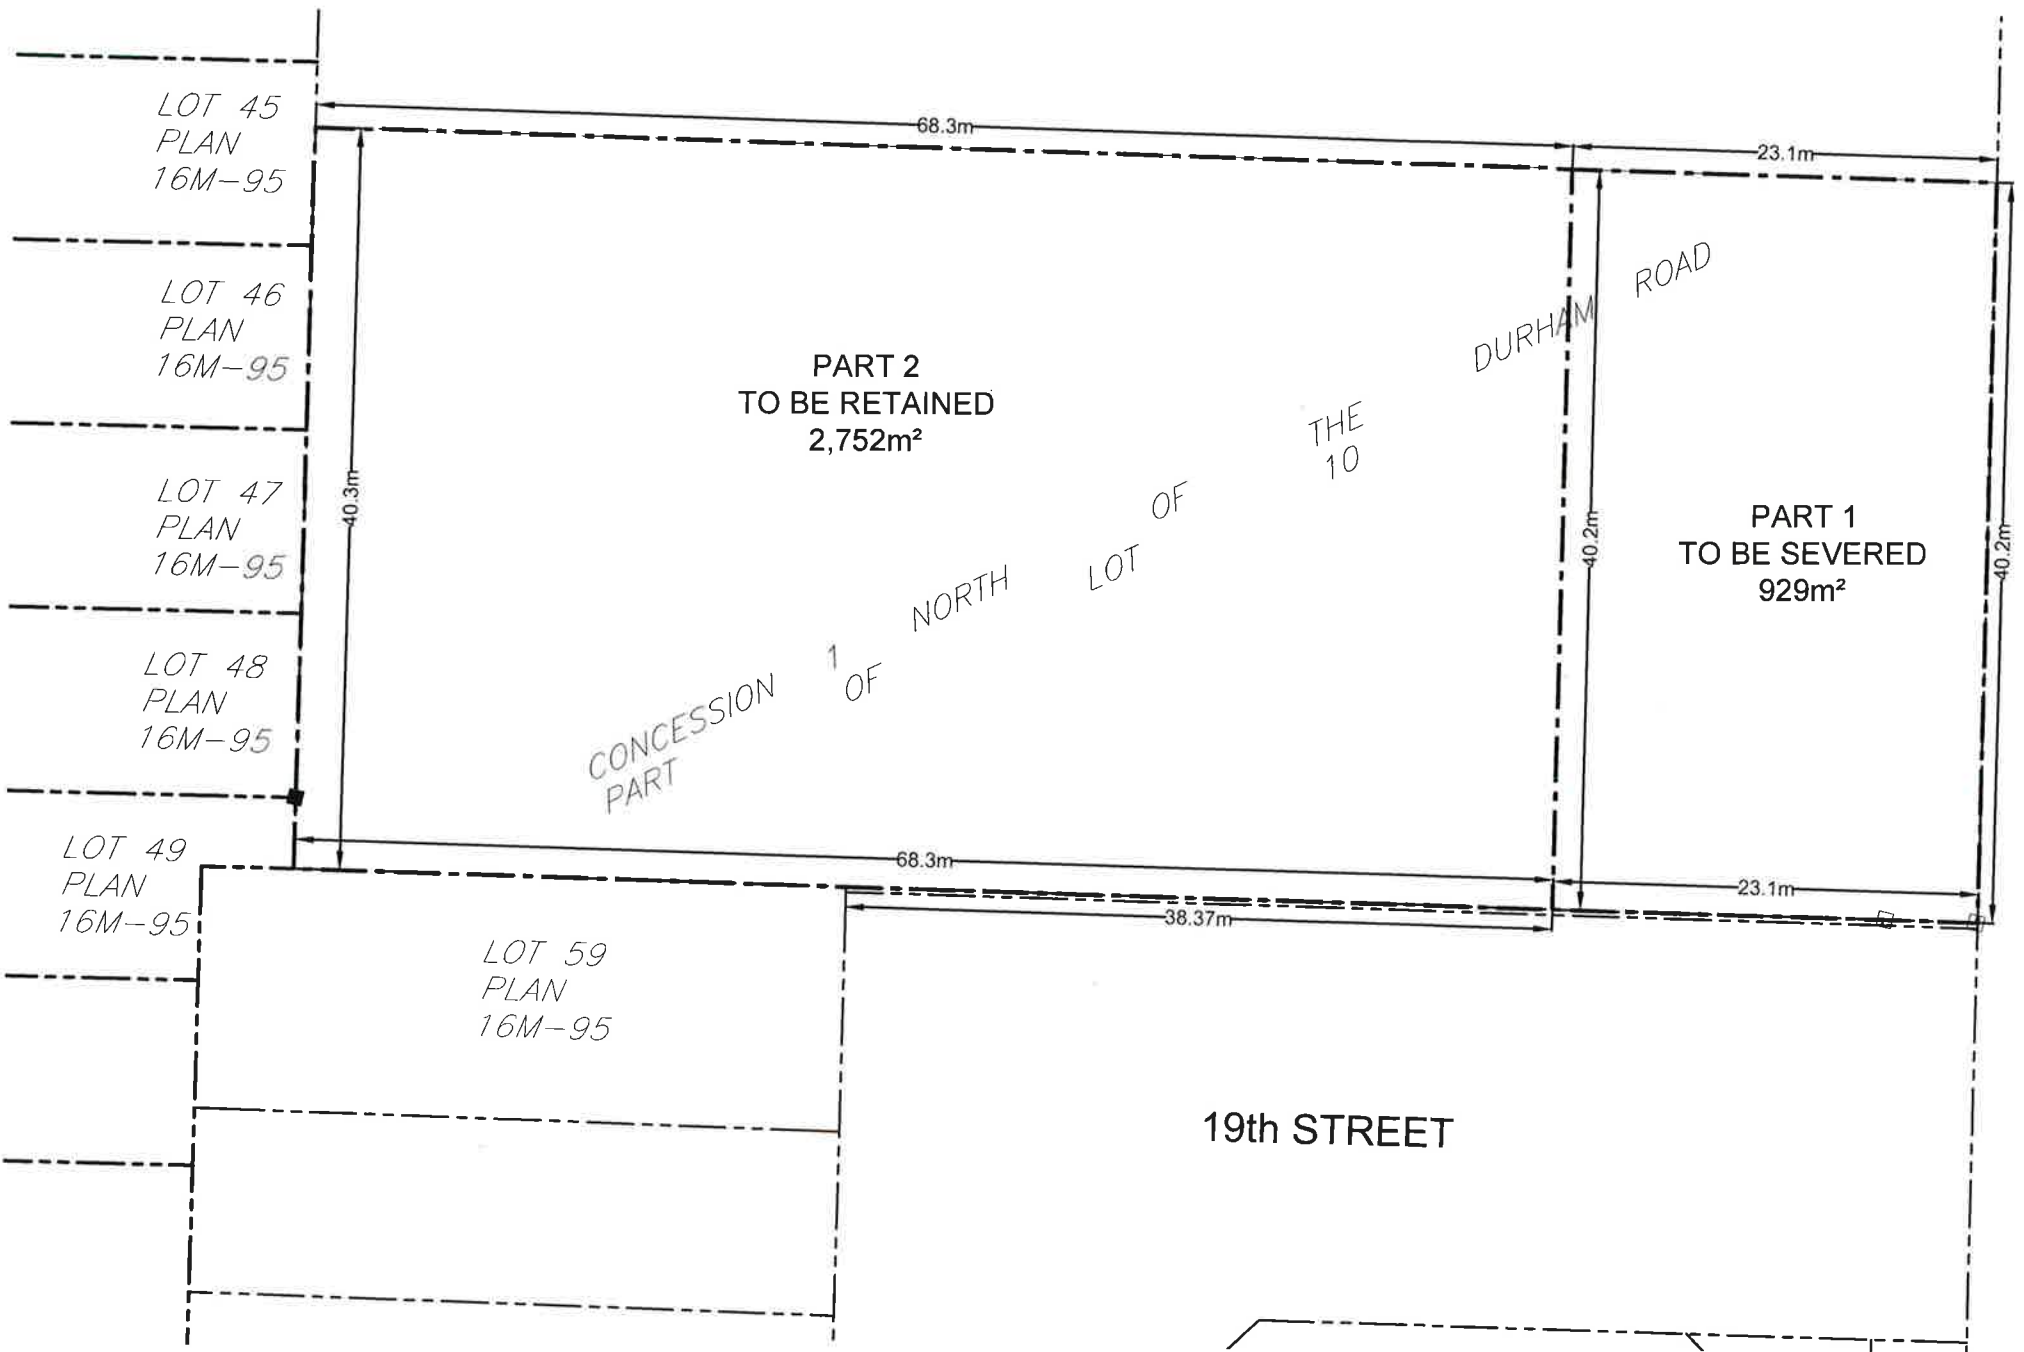 LOT 45
PLAN
16M-95
68.3m
23.1m
LOT 46
PLAN
16M-95
40.3m
PART 2
TO BE RETAINED
2,752m²
CONCESSION 1 NORTH OF THE DURHAM ROAD
PART OF LOT 10
40.2m
PART 1
TO BE SEVERED
929m²
40.2m
LOT 47
PLAN
16M-95
LOT 48
PLAN
16M-95
LOT 49
PLAN
16M-95
68.3m
23.1m
38.37m
LOT 59
PLAN
16M-95
19th STREET